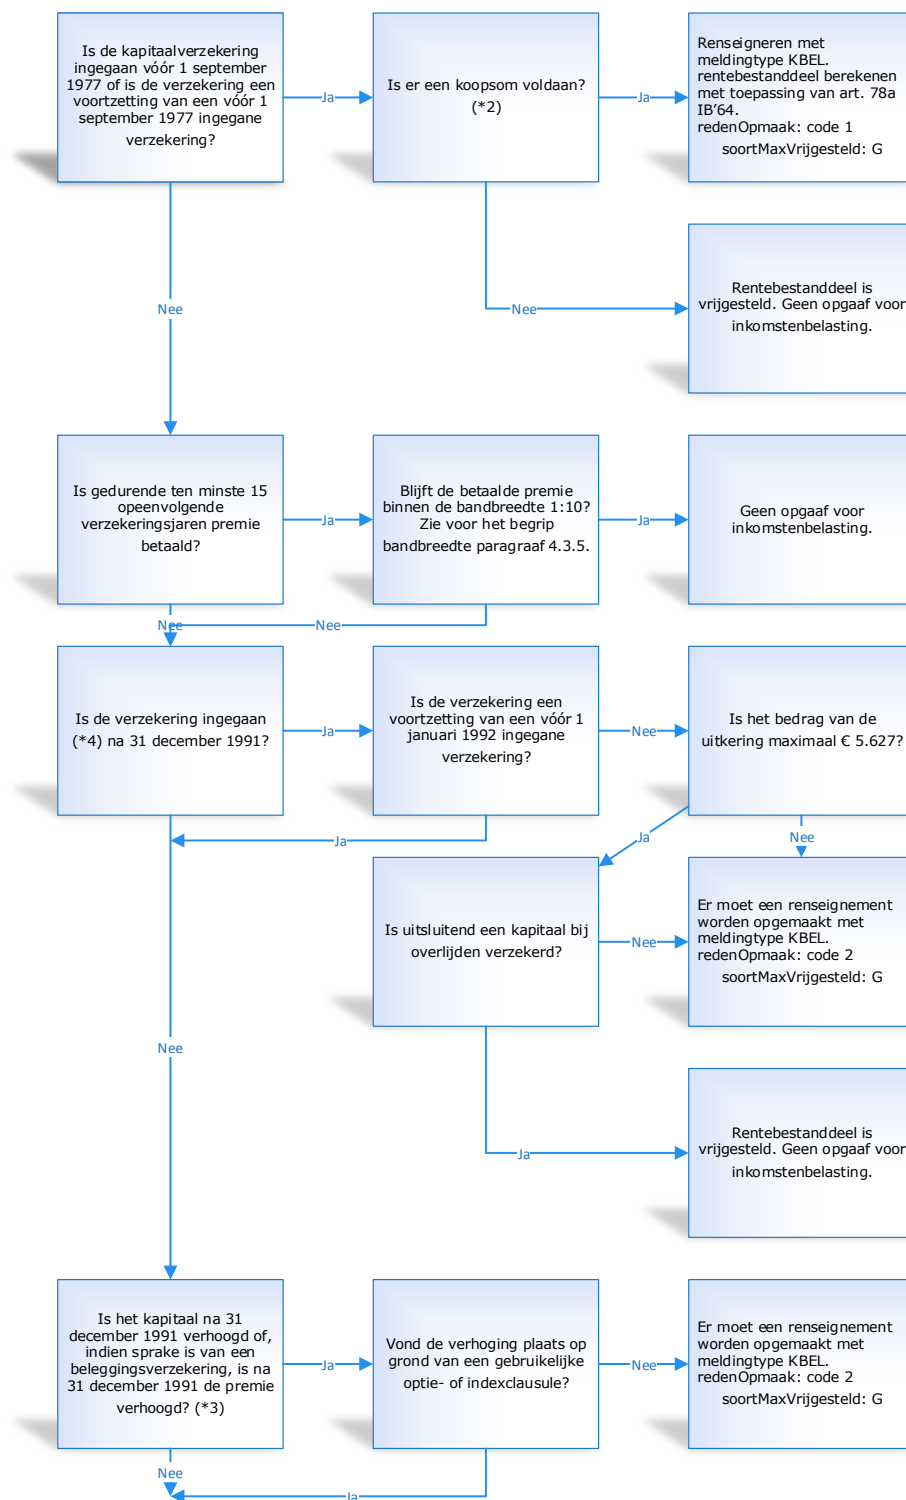 Is de kapitaalverzekering
ingegaan vóór 1 september
1977 of is de verzekering een
voortzetting van een vóór 1
september 1977 ingegane
verzekering?
Ja
Is er een koopsom voldaan?
(*2)
Ja
Renseigneren met
meldingtype KBEL.
rentebestanddeel berekenen
met toepassing van art. 78a
IB’64.
redenOpmaak: code 1
soortMaxVrijgesteld: G
Nee
Nee
Rentebestanddeel is
vrijgesteld. Geen opgaaf voor
inkomstenbelasting.
Is gedurende ten minste 15
opeenvolgende
verzekeringsjaren premie
betaald?
Ja
Blijft de betaalde premie
binnen de bandbreedte 1:10?
Zie voor het begrip
bandbreedte paragraaf 4.3.5.
Ja
Geen opgaaf voor
inkomstenbelasting.
Nee
Nee
Is de verzekering ingegaan
(*4) na 31 december 1991?
Ja
Is de verzekering een
voortzetting van een vóór 1
januari 1992 ingegane
verzekering?
Nee
Is het bedrag van de
uitkering maximaal € 5.627?
Ja
Ja
Nee
Is uitsluitend een kapitaal bij
overlijden verzekerd?
Nee
Er moet een renseignement
worden opgemaakt met
meldingtype KBEL.
redenOpmaak: code 2
soortMaxVrijgesteld: G
Nee
Ja
Rentebestanddeel is
vrijgesteld. Geen opgaaf voor
inkomstenbelasting.
Is het kapitaal na 31
december 1991 verhoogd of,
indien sprake is van een
beleggingsverzekering, is na
31 december 1991 de premie
verhoogd? (*3)
Ja
Vond de verhoging plaats op
grond van een gebruikelijke
optie- of indexclausule?
Nee
Er moet een renseignement
worden opgemaakt met
meldingtype KBEL.
redenOpmaak: code 2
soortMaxVrijgesteld: G
Nee
Ja